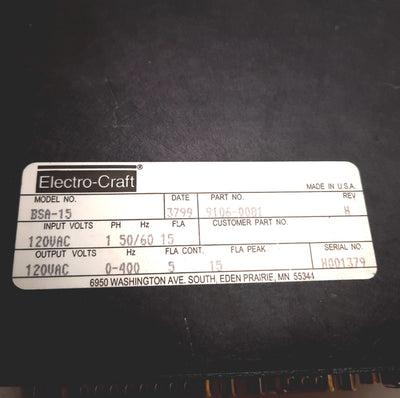 Electro-Craft®
MADE IN U.S.A.
MODEL NO. DATE PART NO. REV
BSA-15 3799 9106-0081 H
INPUT VOLTS PH Hz FLA CUSTOMER PART NO.
120VAC 1 50/60 15
OUTPUT VOLTS Hz FLA CONT. FLA PEAK SERIAL NO.
120VAC 0-400 5 15 H001379
6950 WASHINGTON AVE. SOUTH, EDEN PRAIRIE, MN 55344